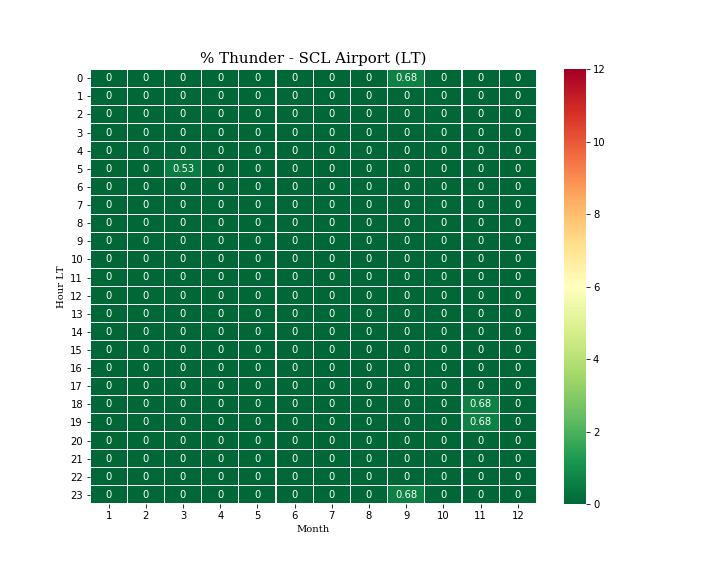 % Thunder - SCL Airport (LT)
0 0 0 0 0 0 0 0 0 0.68 0 0 0
1 0 0 0 0 0 0 0 0 0 0 0 0
2 0 0 0 0 0 0 0 0 0 0 0 0
3 0 0 0 0 0 0 0 0 0 0 0 0
4 0 0 0 0 0 0 0 0 0 0 0 0
5 0 0 0.53 0 0 0 0 0 0 0 0 0
6 0 0 0 0 0 0 0 0 0 0 0 0
7 0 0 0 0 0 0 0 0 0 0 0 0
8 0 0 0 0 0 0 0 0 0 0 0 0
9 0 0 0 0 0 0 0 0 0 0 0 0
10 0 0 0 0 0 0 0 0 0 0 0 0
11 0 0 0 0 0 0 0 0 0 0 0 0
12 0 0 0 0 0 0 0 0 0 0 0 0
13 0 0 0 0 0 0 0 0 0 0 0 0
14 0 0 0 0 0 0 0 0 0 0 0 0
15 0 0 0 0 0 0 0 0 0 0 0 0
16 0 0 0 0 0 0 0 0 0 0 0 0
17 0 0 0 0 0 0 0 0 0 0 0 0
18 0 0 0 0 0 0 0 0 0 0 0.68 0
19 0 0 0 0 0 0 0 0 0 0 0.68 0
20 0 0 0 0 0 0 0 0 0 0 0 0
21 0 0 0 0 0 0 0 0 0 0 0 0
22 0 0 0 0 0 0 0 0 0 0 0 0
23 0 0 0 0 0 0 0 0 0.68 0 0 0
1 2 3 4 5 6 7 8 9 10 11 12
Month
Hour LT
12
10
8
6
4
2
0